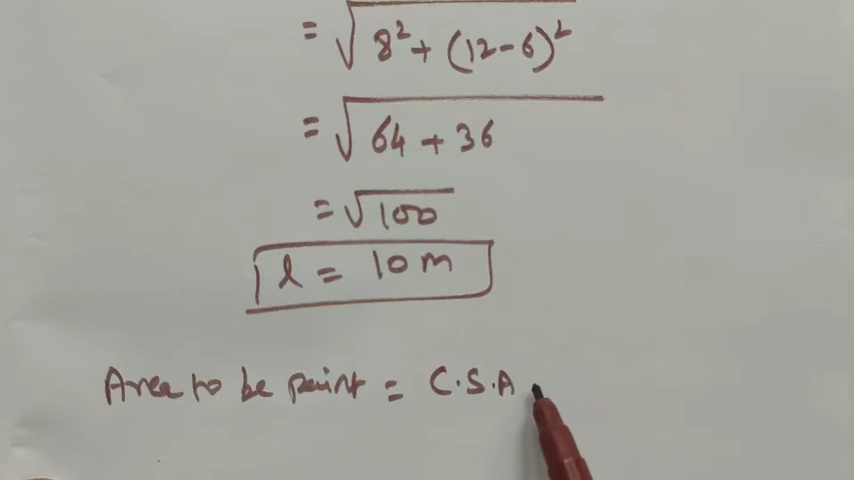 = √8² + (12-6)²
= √64 + 36
= √100
l = 10 m
Area to be paint = C.S.A